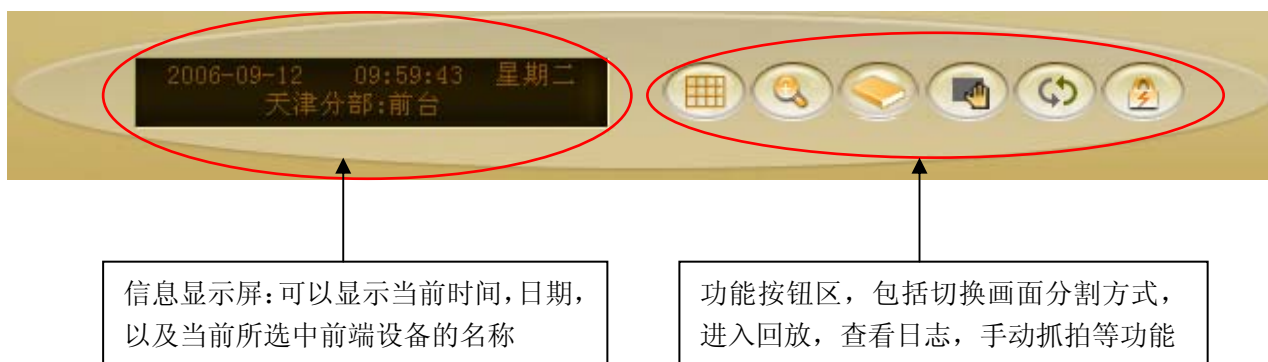 2006-09-12 09:59:43 星期二
天津分部:前台
信息显示屏:可以显示当前时间,日期,
以及当前所选中前端设备的名称
功能按钮区，包括切换画面分割方式，
进入回放，查看日志，手动抓拍等功能